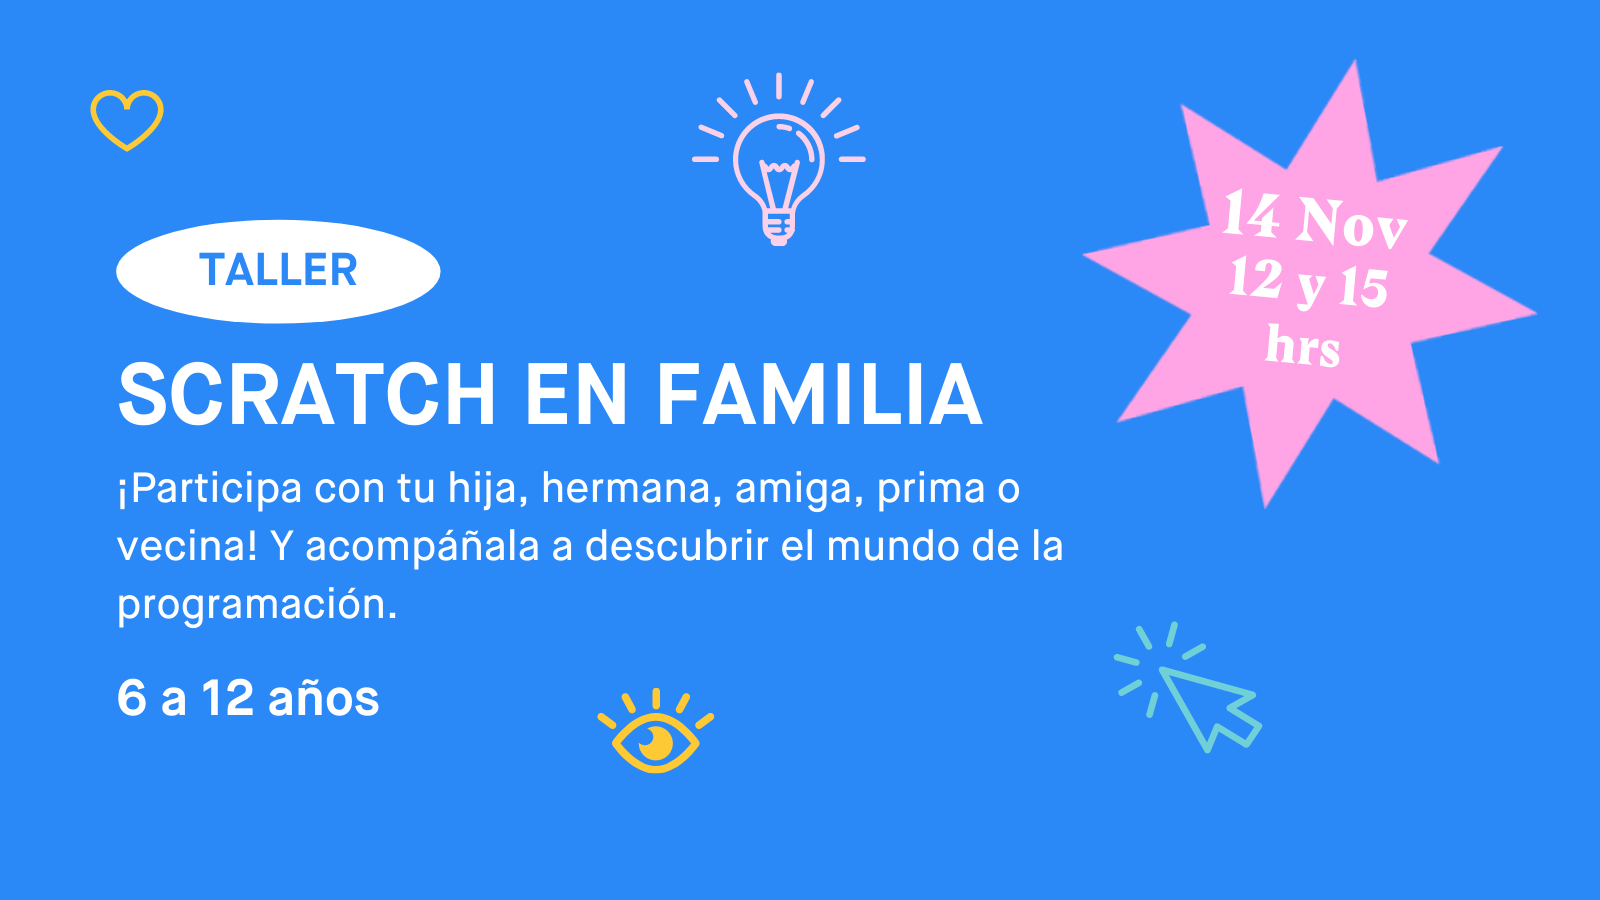 TALLER
SCRATCH EN FAMILIA
¡Participa con tu hija, hermana, amiga, prima o
vecina! Y acompáñala a descubrir el mundo de la
programación.
6 a 12 años
14 Nov
12 y 15
hrs